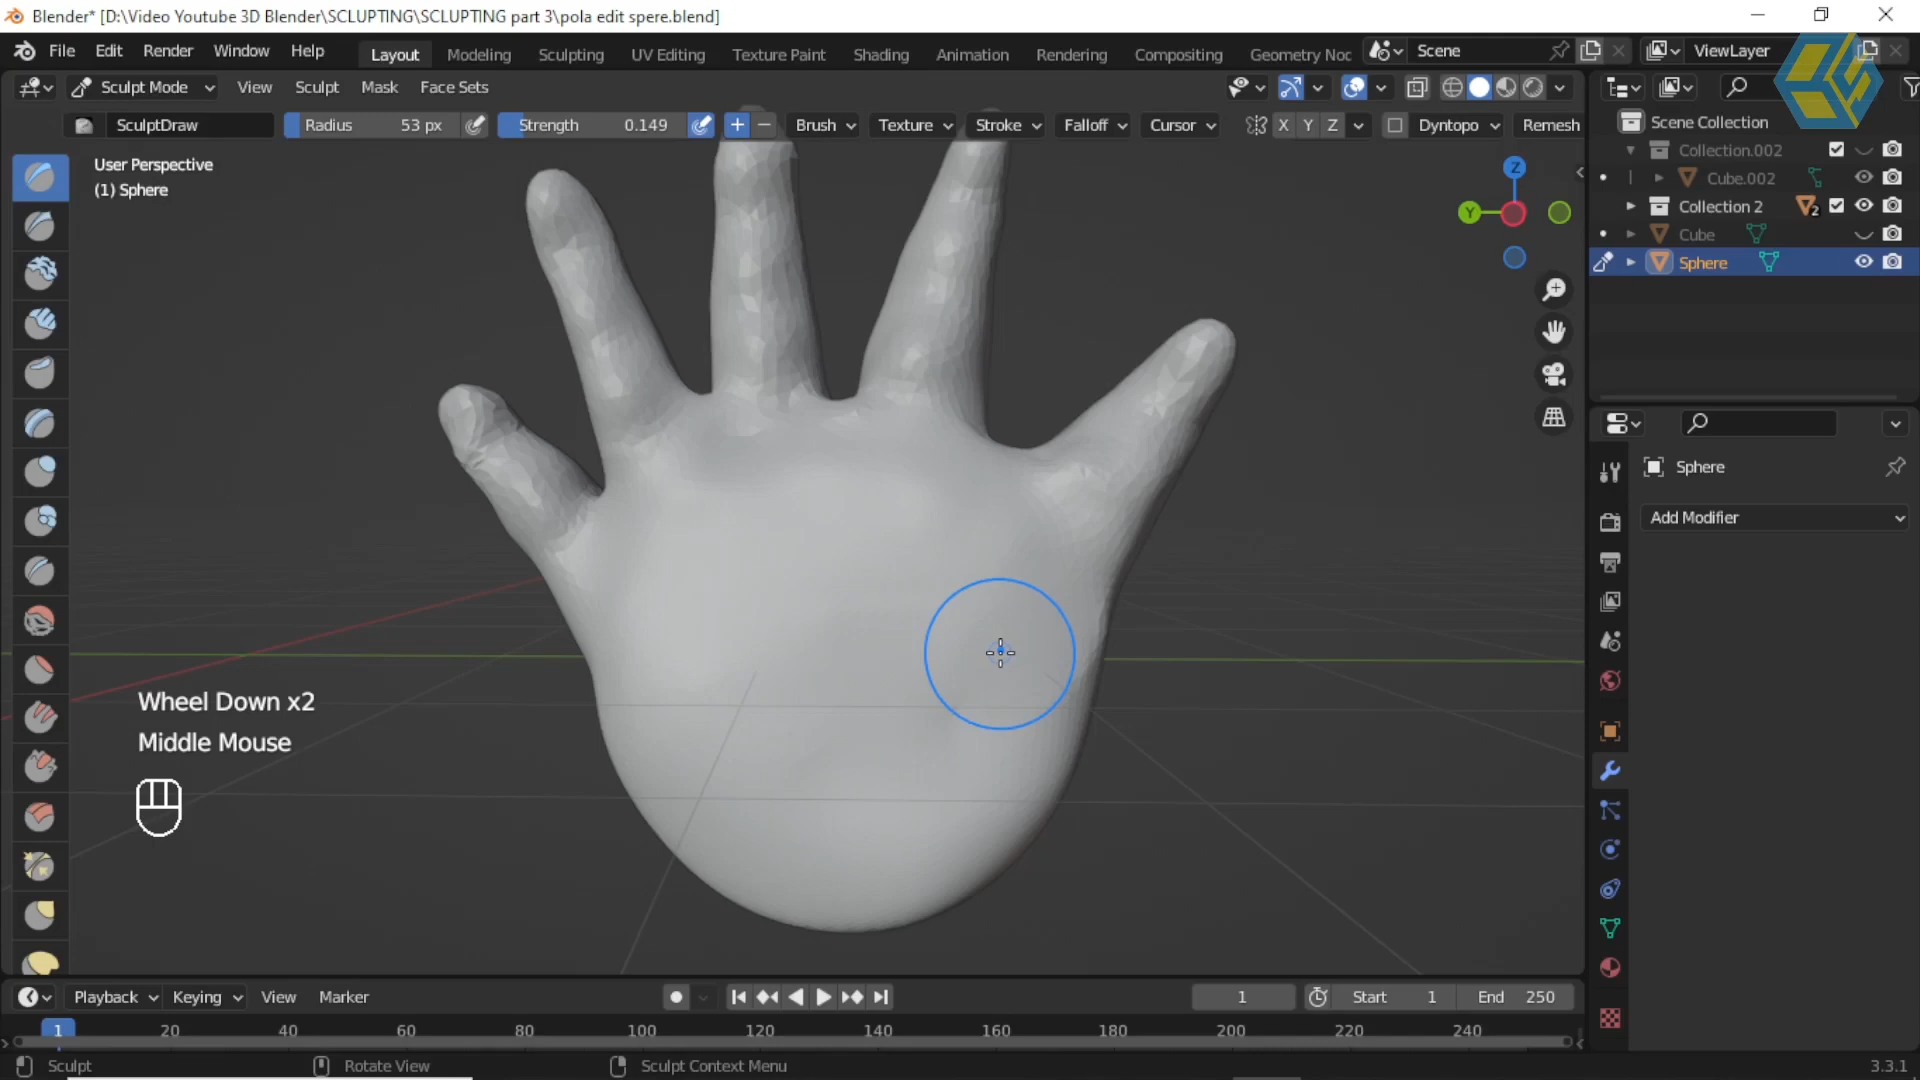 Blender* [D:\Video Youtube 3D Blender\SCLUPTING\SCLUPTING part 3\pola edit spere.blend]
File Edit Render Window Help Layout Modeling Sculpting UV Editing Texture Paint Shading Animation Rendering Compositing Geometry Noc Scene ViewLayer
Sculpt Mode View Sculpt Mask Face Sets
SculptDraw Radius 53 px Strength 0.149 Brush Texture Stroke Falloff Cursor X Y Z Dyntopo Remesh
User Perspective
(1) Sphere
Z
Y
Scene Collection
Collection.002
Cube.002
Collection 2 2
Cube
Sphere
Sphere
Add Modifier
Wheel Down x2
Middle Mouse
Playback Keying View Marker 1 Start 1 End 250
1 20 40 60 80 100 120 140 160 180 200 220 240
Sculpt Rotate View Sculpt Context Menu 3.3.1